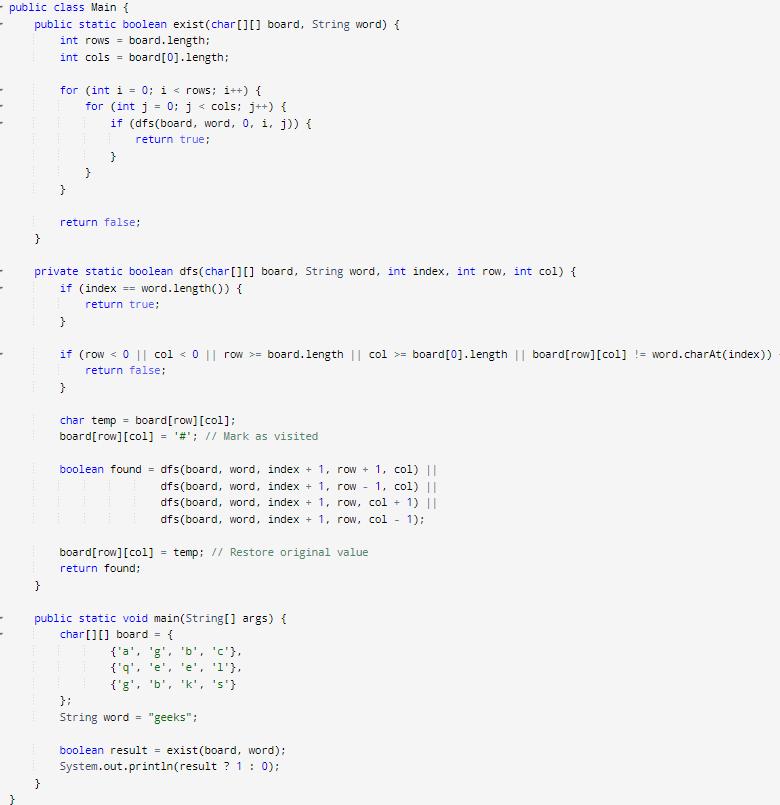 public class Main {
    public static boolean exist(char[][] board, String word) {
        int rows = board.length;
        int cols = board[0].length;

        for (int i = 0; i < rows; i++) {
            for (int j = 0; j < cols; j++) {
                if (dfs(board, word, 0, i, j)) {
                    return true;
                }
            }
        }

        return false;
    }

    private static boolean dfs(char[][] board, String word, int index, int row, int col) {
        if (index == word.length()) {
            return true;
        }

        if (row < 0 || col < 0 || row >= board.length || col >= board[0].length || board[row][col] != word.charAt(index))
            return false;
        }

        char temp = board[row][col];
        board[row][col] = '#'; // Mark as visited

        boolean found = dfs(board, word, index + 1, row + 1, col) ||
                        dfs(board, word, index + 1, row - 1, col) ||
                        dfs(board, word, index + 1, row, col + 1) ||
                        dfs(board, word, index + 1, row, col - 1);

        board[row][col] = temp; // Restore original value
        return found;
    }

    public static void main(String[] args) {
        char[][] board = {
                {'a', 'g', 'b', 'c'},
                {'q', 'e', 'e', 'l'},
                {'g', 'b', 'k', 's'}
        };
        String word = "geeks";

        boolean result = exist(board, word);
        System.out.println(result ? 1 : 0);
    }
}